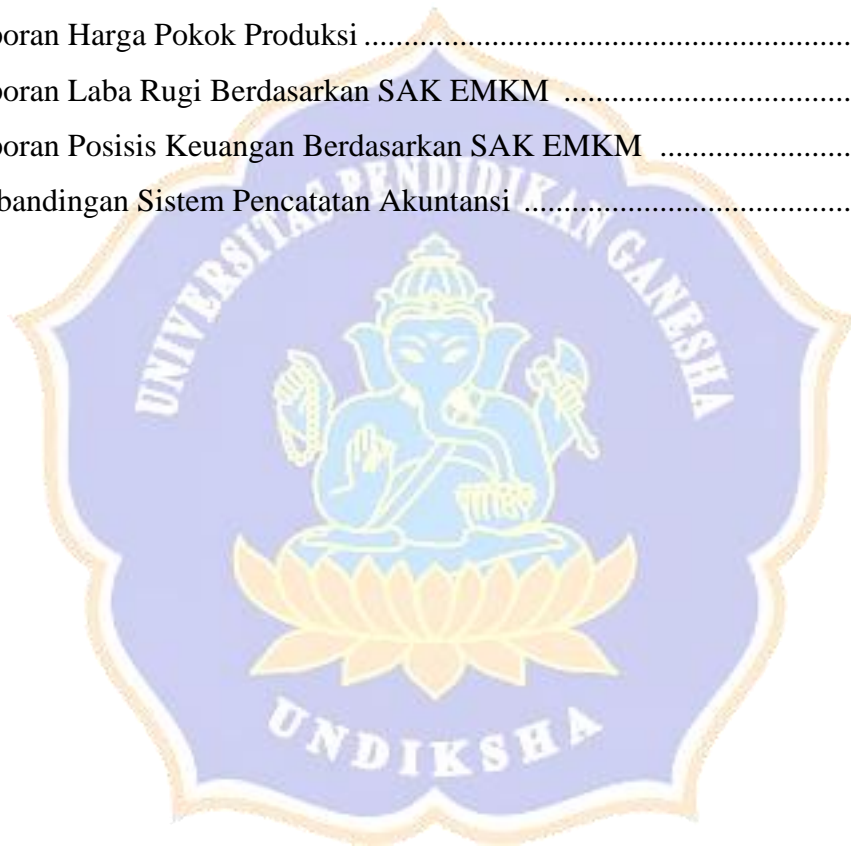 poran Harga Pokok Produksi ................................................................
poran Laba Rugi Berdasarkan SAK EMKM ....................................
poran Posisis Keuangan Berdasarkan SAK EMKM ........................
bandingan Sistem Pencatatan Akuntansi .........................................
UNIVERSITAS PENDIDIKAN GANESHA
UNDIKSHA